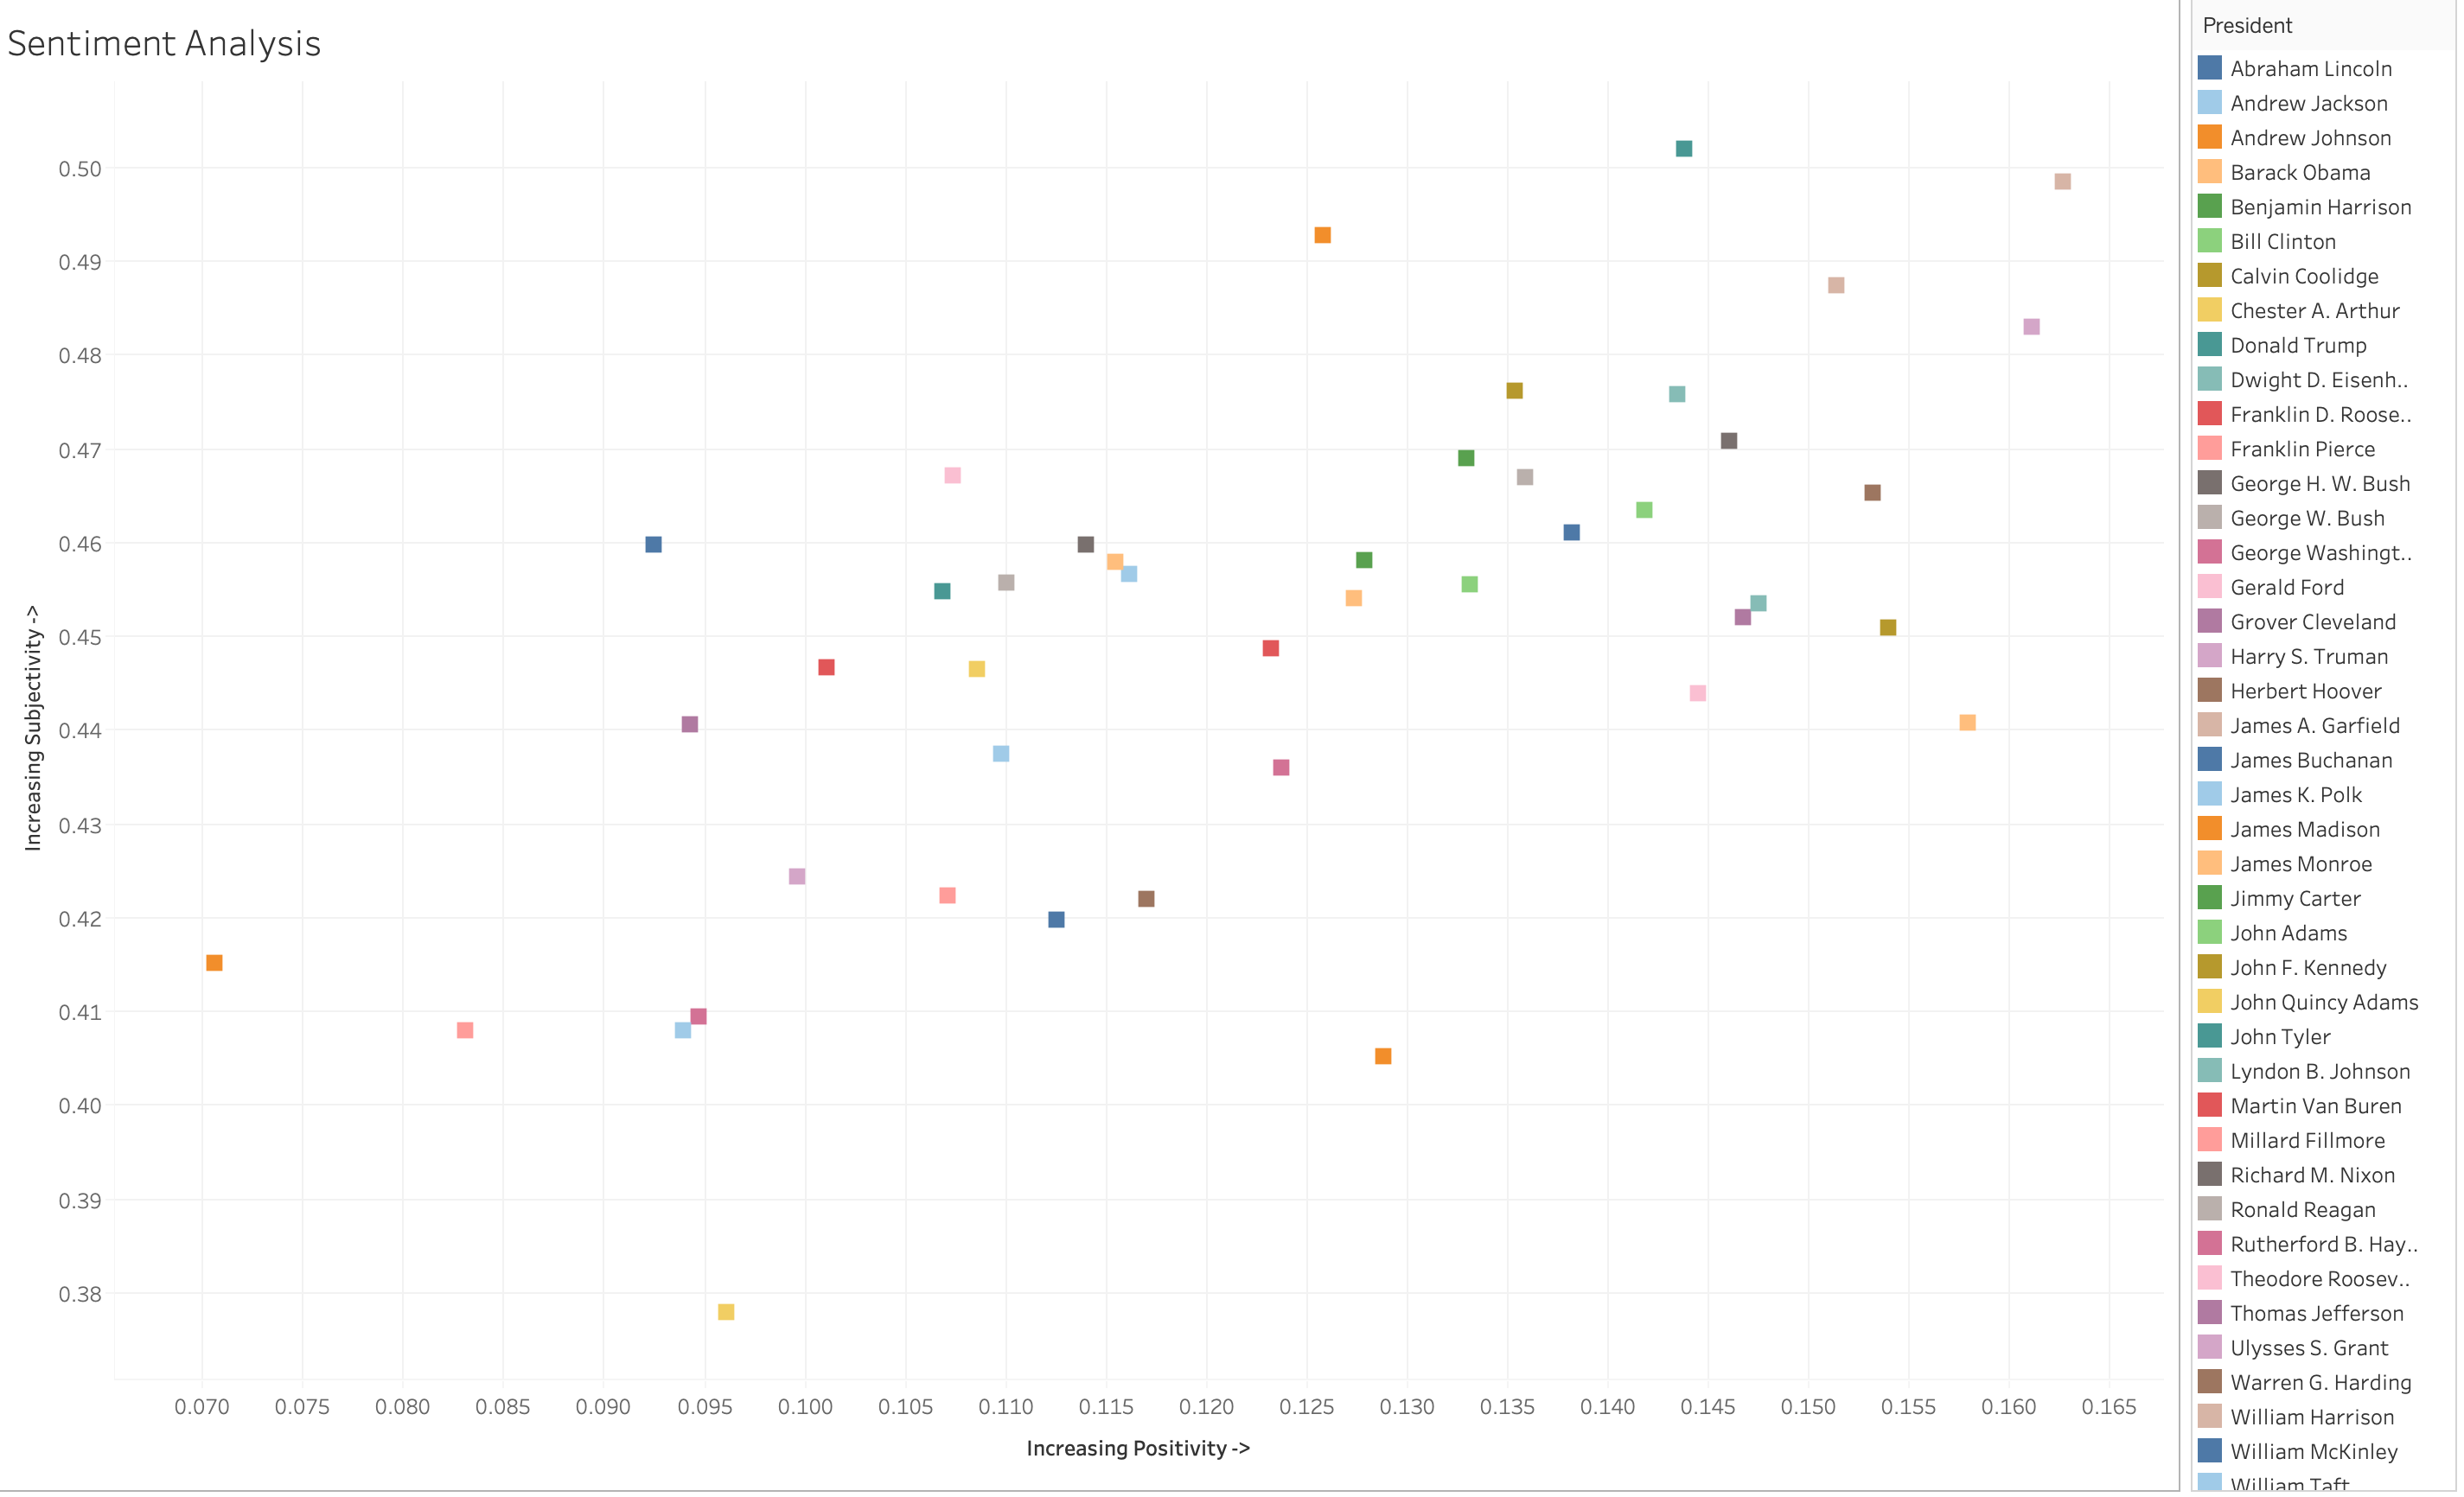 Sentiment Analysis
Increasing Subjectivity ->
0.50
0.49
0.48
0.47
0.46
0.45
0.44
0.43
0.42
0.41
0.40
0.39
0.38
0.070 0.075 0.080 0.085 0.090 0.095 0.100 0.105 0.110 0.115 0.120 0.125 0.130 0.135 0.140 0.145 0.150 0.155 0.160 0.165
Increasing Positivity ->
President
Abraham Lincoln
Andrew Jackson
Andrew Johnson
Barack Obama
Benjamin Harrison
Bill Clinton
Calvin Coolidge
Chester A. Arthur
Donald Trump
Dwight D. Eisenh..
Franklin D. Roose..
Franklin Pierce
George H. W. Bush
George W. Bush
George Washingt..
Gerald Ford
Grover Cleveland
Harry S. Truman
Herbert Hoover
James A. Garfield
James Buchanan
James K. Polk
James Madison
James Monroe
Jimmy Carter
John Adams
John F. Kennedy
John Quincy Adams
John Tyler
Lyndon B. Johnson
Martin Van Buren
Millard Fillmore
Richard M. Nixon
Ronald Reagan
Rutherford B. Hay..
Theodore Roosev..
Thomas Jefferson
Ulysses S. Grant
Warren G. Harding
William Harrison
William McKinley
William Taft